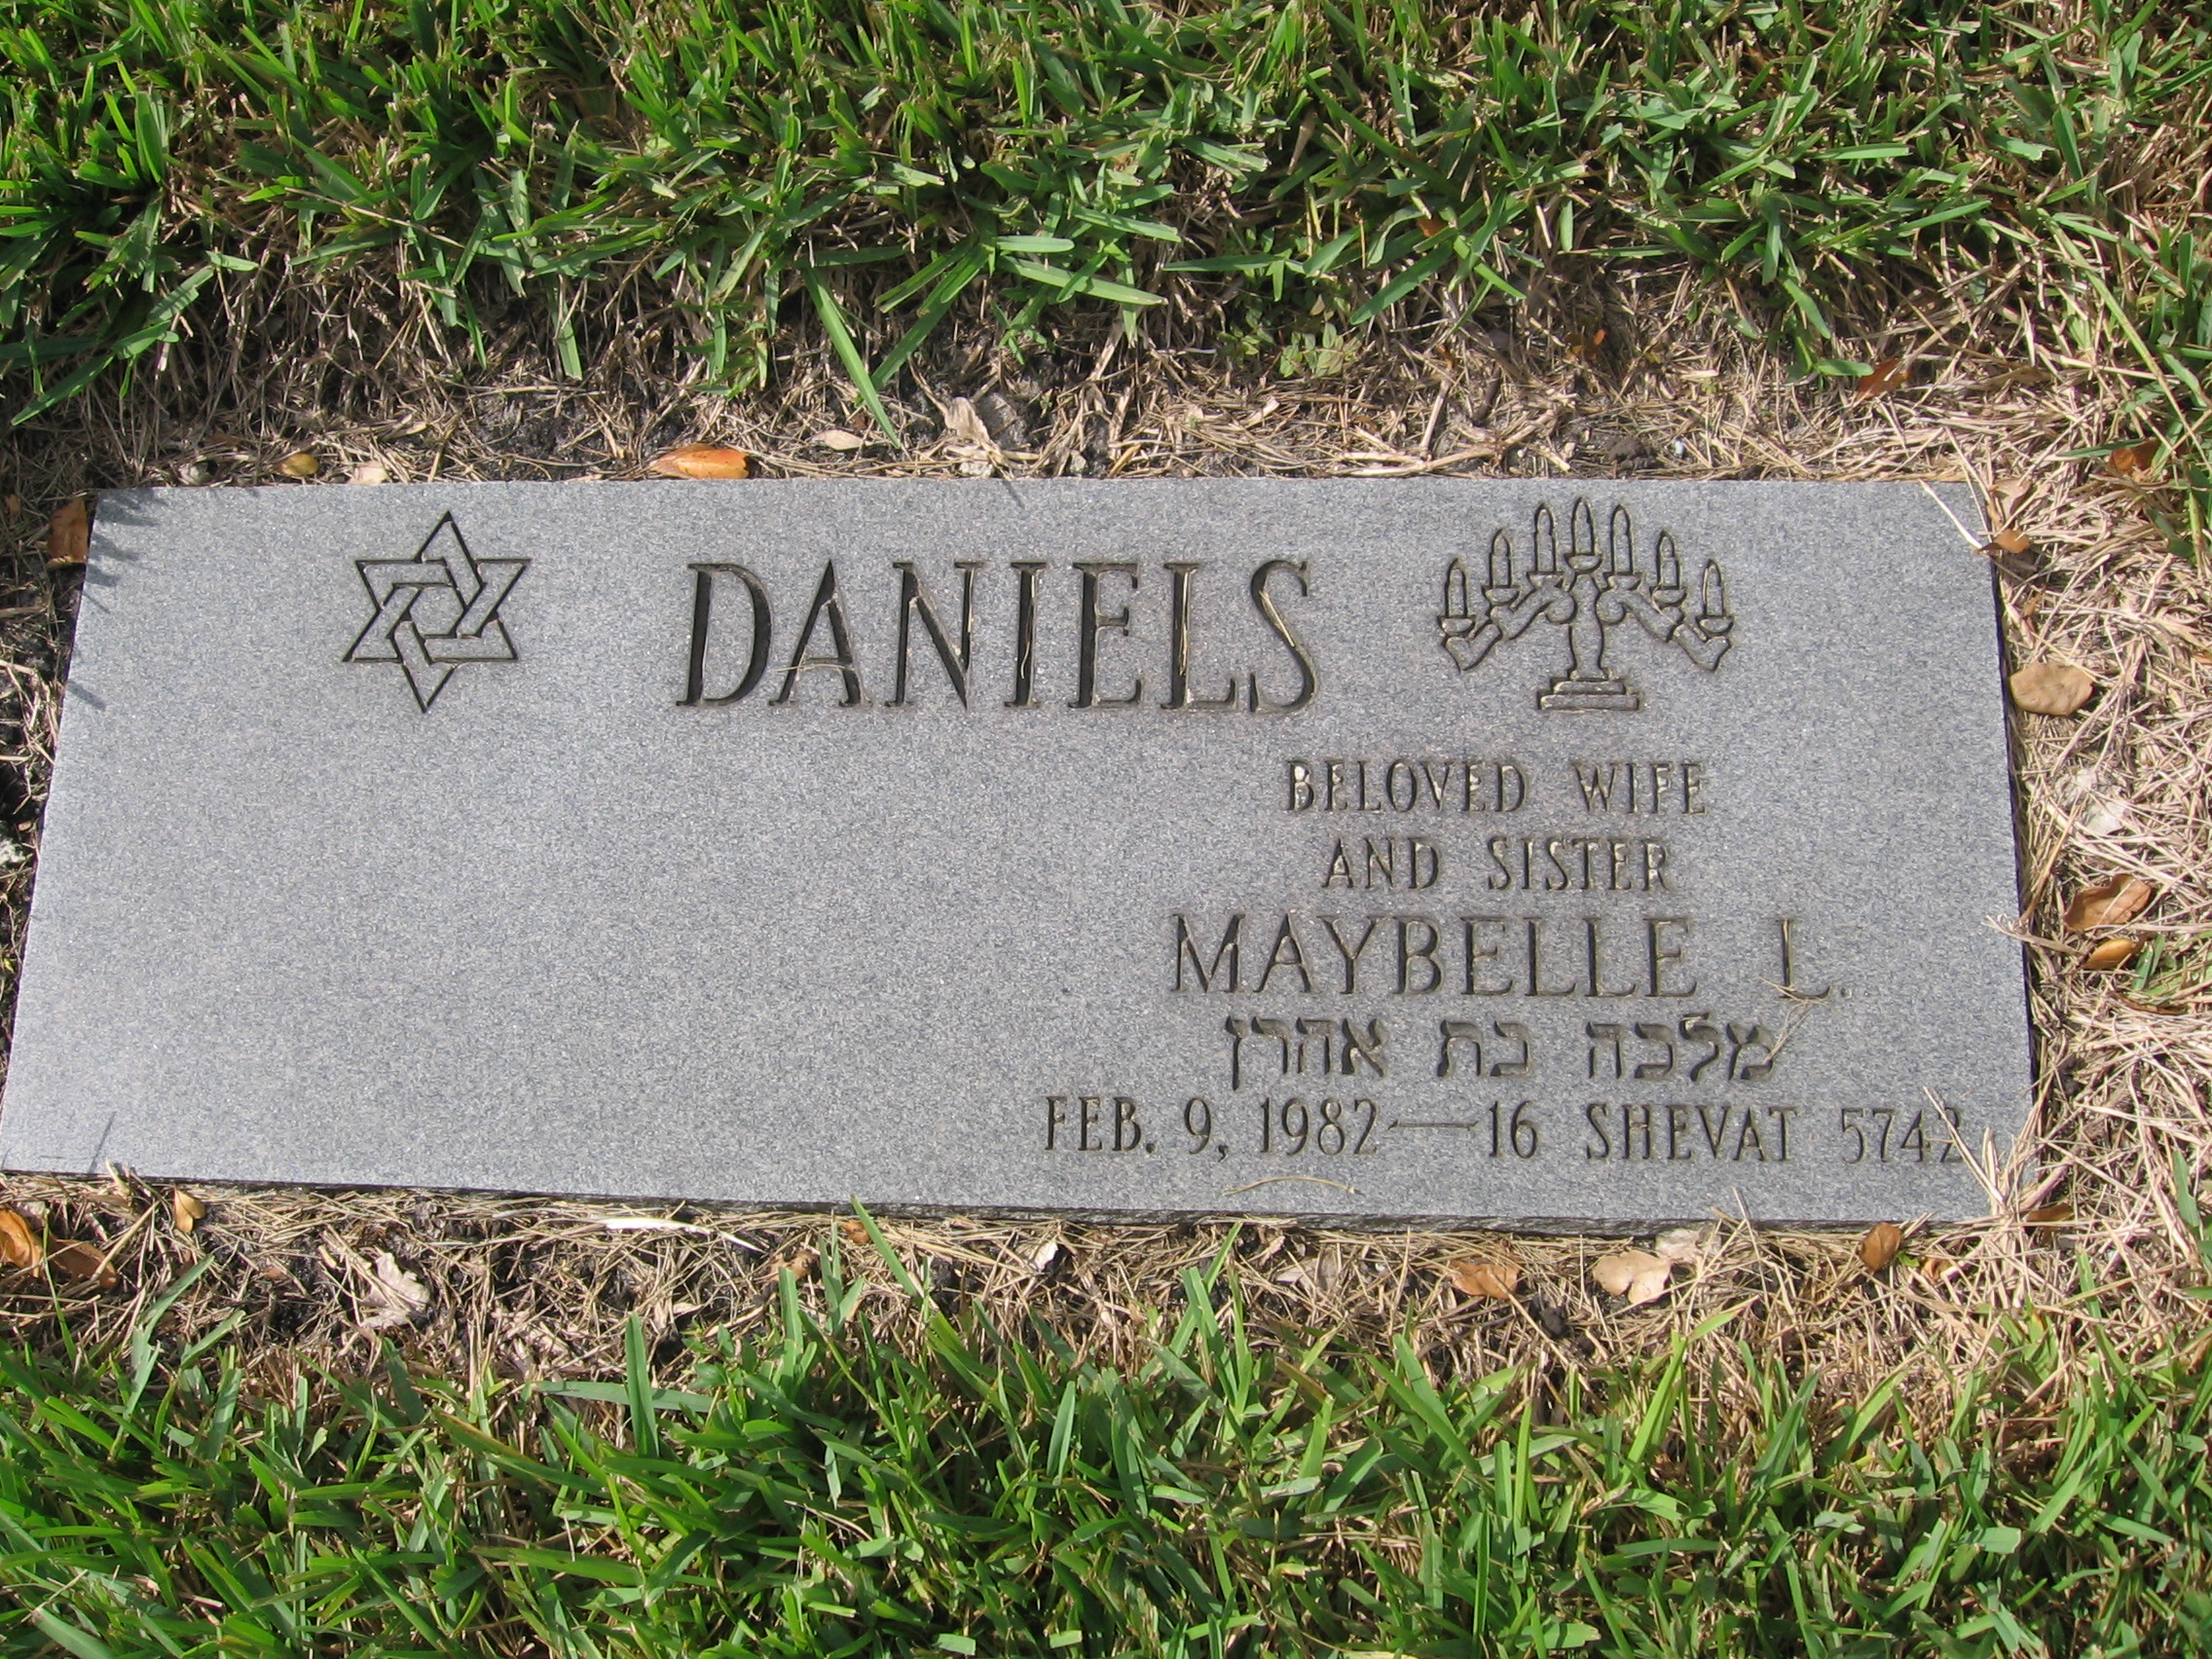 DANIELS
BELOVED WIFE
AND SISTER
MAYBELLE L.
מלכה בת אהרן
FEB. 9, 1982—16 SHEVAT 5742